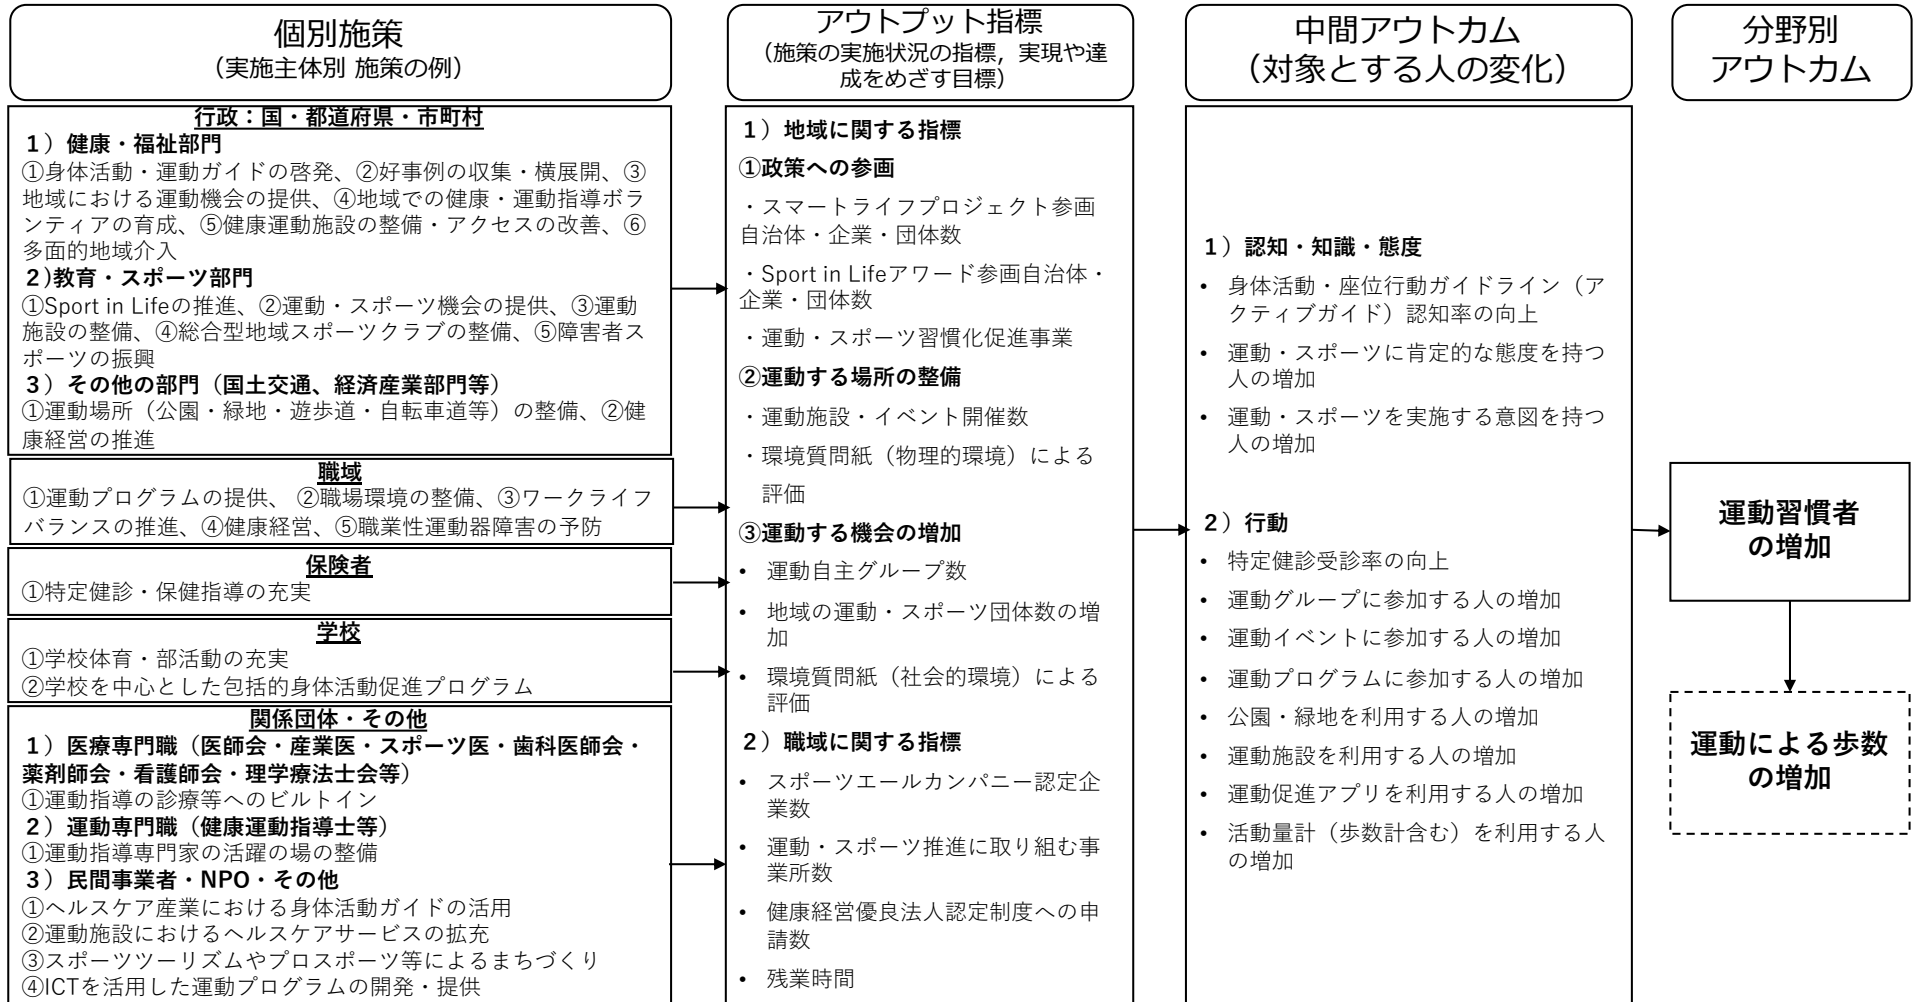 個別施策
（実施主体別 施策の例）
行政：国・都道府県・市町村
１）健康・福祉部門
①身体活動・運動ガイドの啓発、②好事例の収集・横展開、③
地域における運動機会の提供、④地域での健康・運動指導ボラ
ンティアの育成、⑤健康運動施設の整備・アクセスの改善、⑥
多面的地域介入
２)教育・スポーツ部門
①Sport in Lifeの推進、②運動・スポーツ機会の提供、③運動
施設の整備、④総合型地域スポーツクラブの整備、⑤障害者ス
ポーツの振興
３）その他の部門（国土交通、経済産業部門等）
①運動場所（公園・緑地・遊歩道・自転車道等）の整備、②健
康経営の推進
職域
①運動プログラムの提供、 ②職場環境の整備、③ワークライフ
バランスの推進、④健康経営、⑤職業性運動器障害の予防
保険者
①特定健診・保健指導の充実
学校
①学校体育・部活動の充実
②学校を中心とした包括的身体活動促進プログラム
関係団体・その他
１）医療専門職（医師会・産業医・スポーツ医・歯科医師会・
薬剤師会・看護師会・理学療法士会等）
①運動指導の診療等へのビルトイン
２）運動専門職（健康運動指導士等）
①運動指導専門家の活躍の場の整備
３）民間事業者・NPO・その他
①ヘルスケア産業における身体活動ガイドの活用
②運動施設におけるヘルスケアサービスの拡充
③スポーツツーリズムやプロスポーツ等によるまちづくり
④ICTを活用した運動プログラムの開発・提供
アウトプット指標
（施策の実施状況の指標，実現や達
成をめざす目標）
１）地域に関する指標
①政策への参画
・スマートライフプロジェクト参画
自治体・企業・団体数
・Sport in Lifeアワード参画自治体・
企業・団体数
・運動・スポーツ習慣化促進事業
②運動する場所の整備
・運動施設・イベント開催数
・環境質問紙（物理的環境）による
評価
③運動する機会の増加
• 運動自主グループ数
• 地域の運動・スポーツ団体数の増
加
• 環境質問紙（社会的環境）による
評価
２）職域に関する指標
• スポーツエールカンパニー認定企
業数
• 運動・スポーツ推進に取り組む事
業所数
• 健康経営優良法人認定制度への申
請数
• 残業時間
中間アウトカム
（対象とする人の変化）
１）認知・知識・態度
• 身体活動・座位行動ガイドライン（ア
クティブガイド）認知率の向上
• 運動・スポーツに肯定的な態度を持つ
人の増加
• 運動・スポーツを実施する意図を持つ
人の増加
２）行動
• 特定健診受診率の向上
• 運動グループに参加する人の増加
• 運動イベントに参加する人の増加
• 運動プログラムに参加する人の増加
• 公園・緑地を利用する人の増加
• 運動施設を利用する人の増加
• 運動促進アプリを利用する人の増加
• 活動量計（歩数計含む）を利用する人
の増加
分野別
アウトカム
運動習慣者
の増加
運動による歩数
の増加